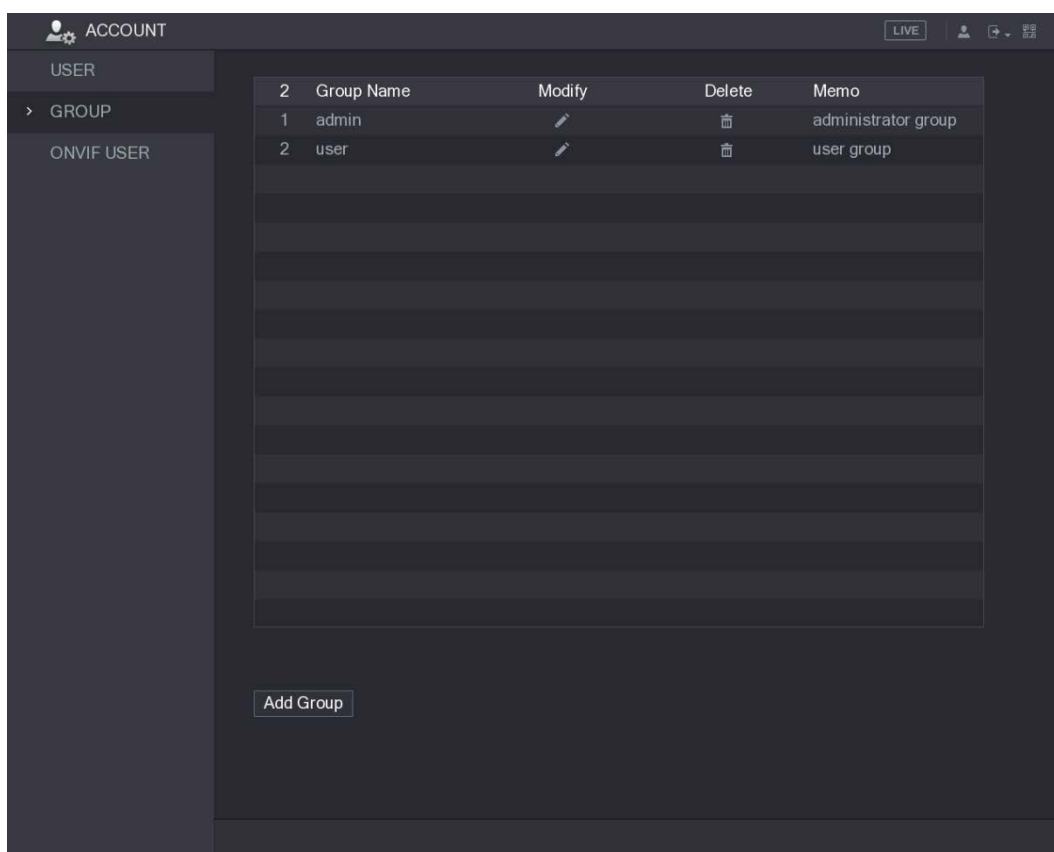 ACCOUNT LIVE
USER
GROUP
ONVIF USER
2 Group Name Modify Delete Memo
1 admin administrator group
2 user user group
Add Group